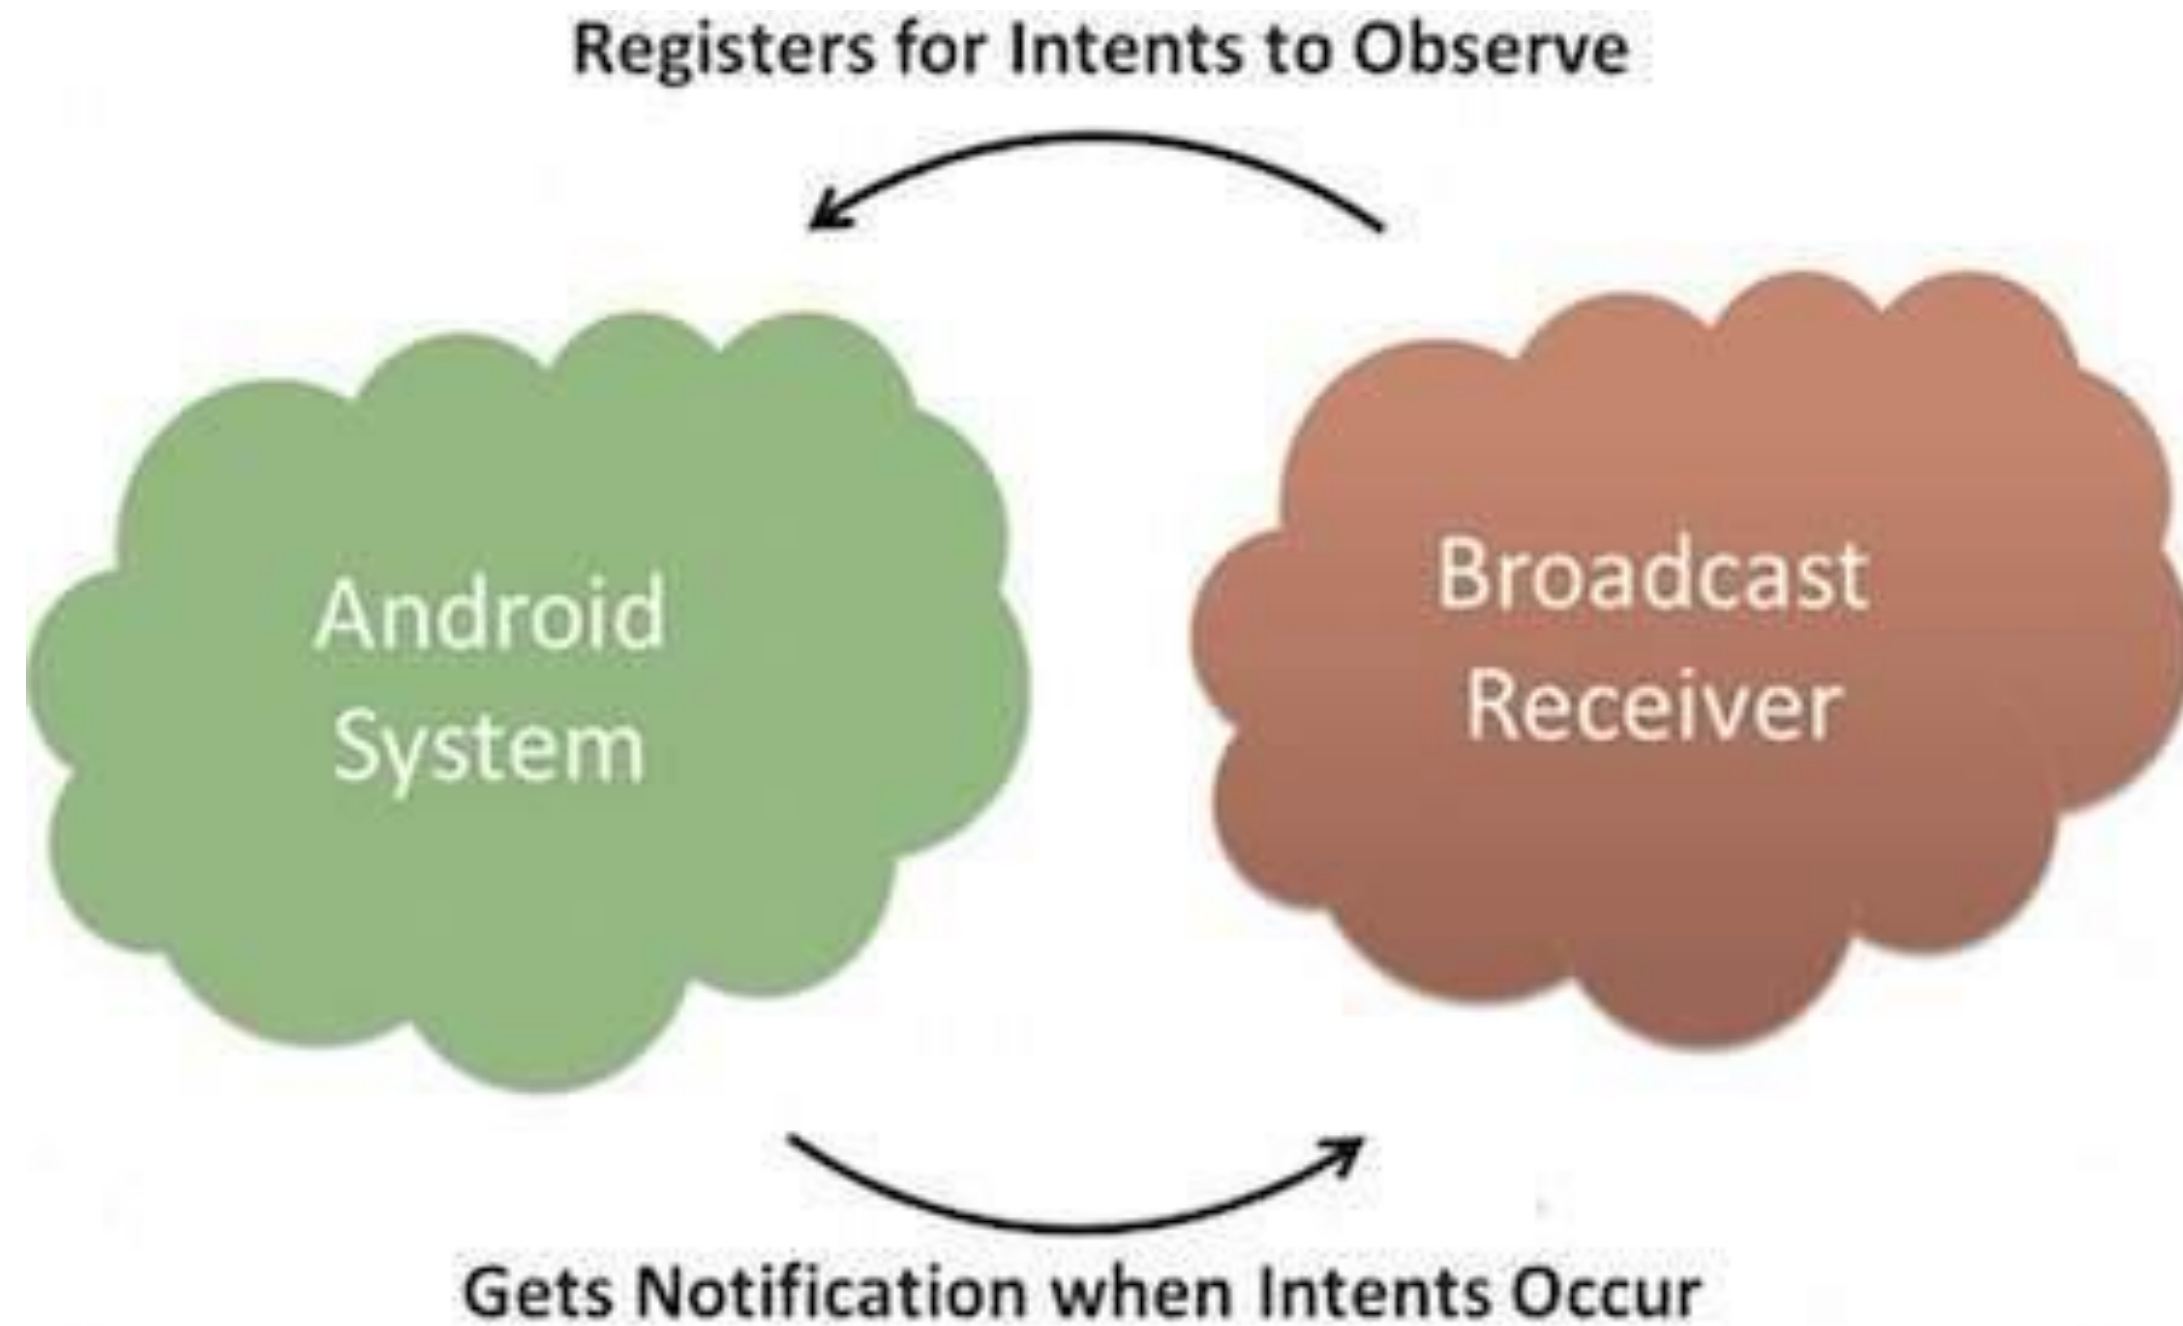 Registers for Intents to Observe
Android
System
Broadcast
Receiver
Gets Notification when Intents Occur